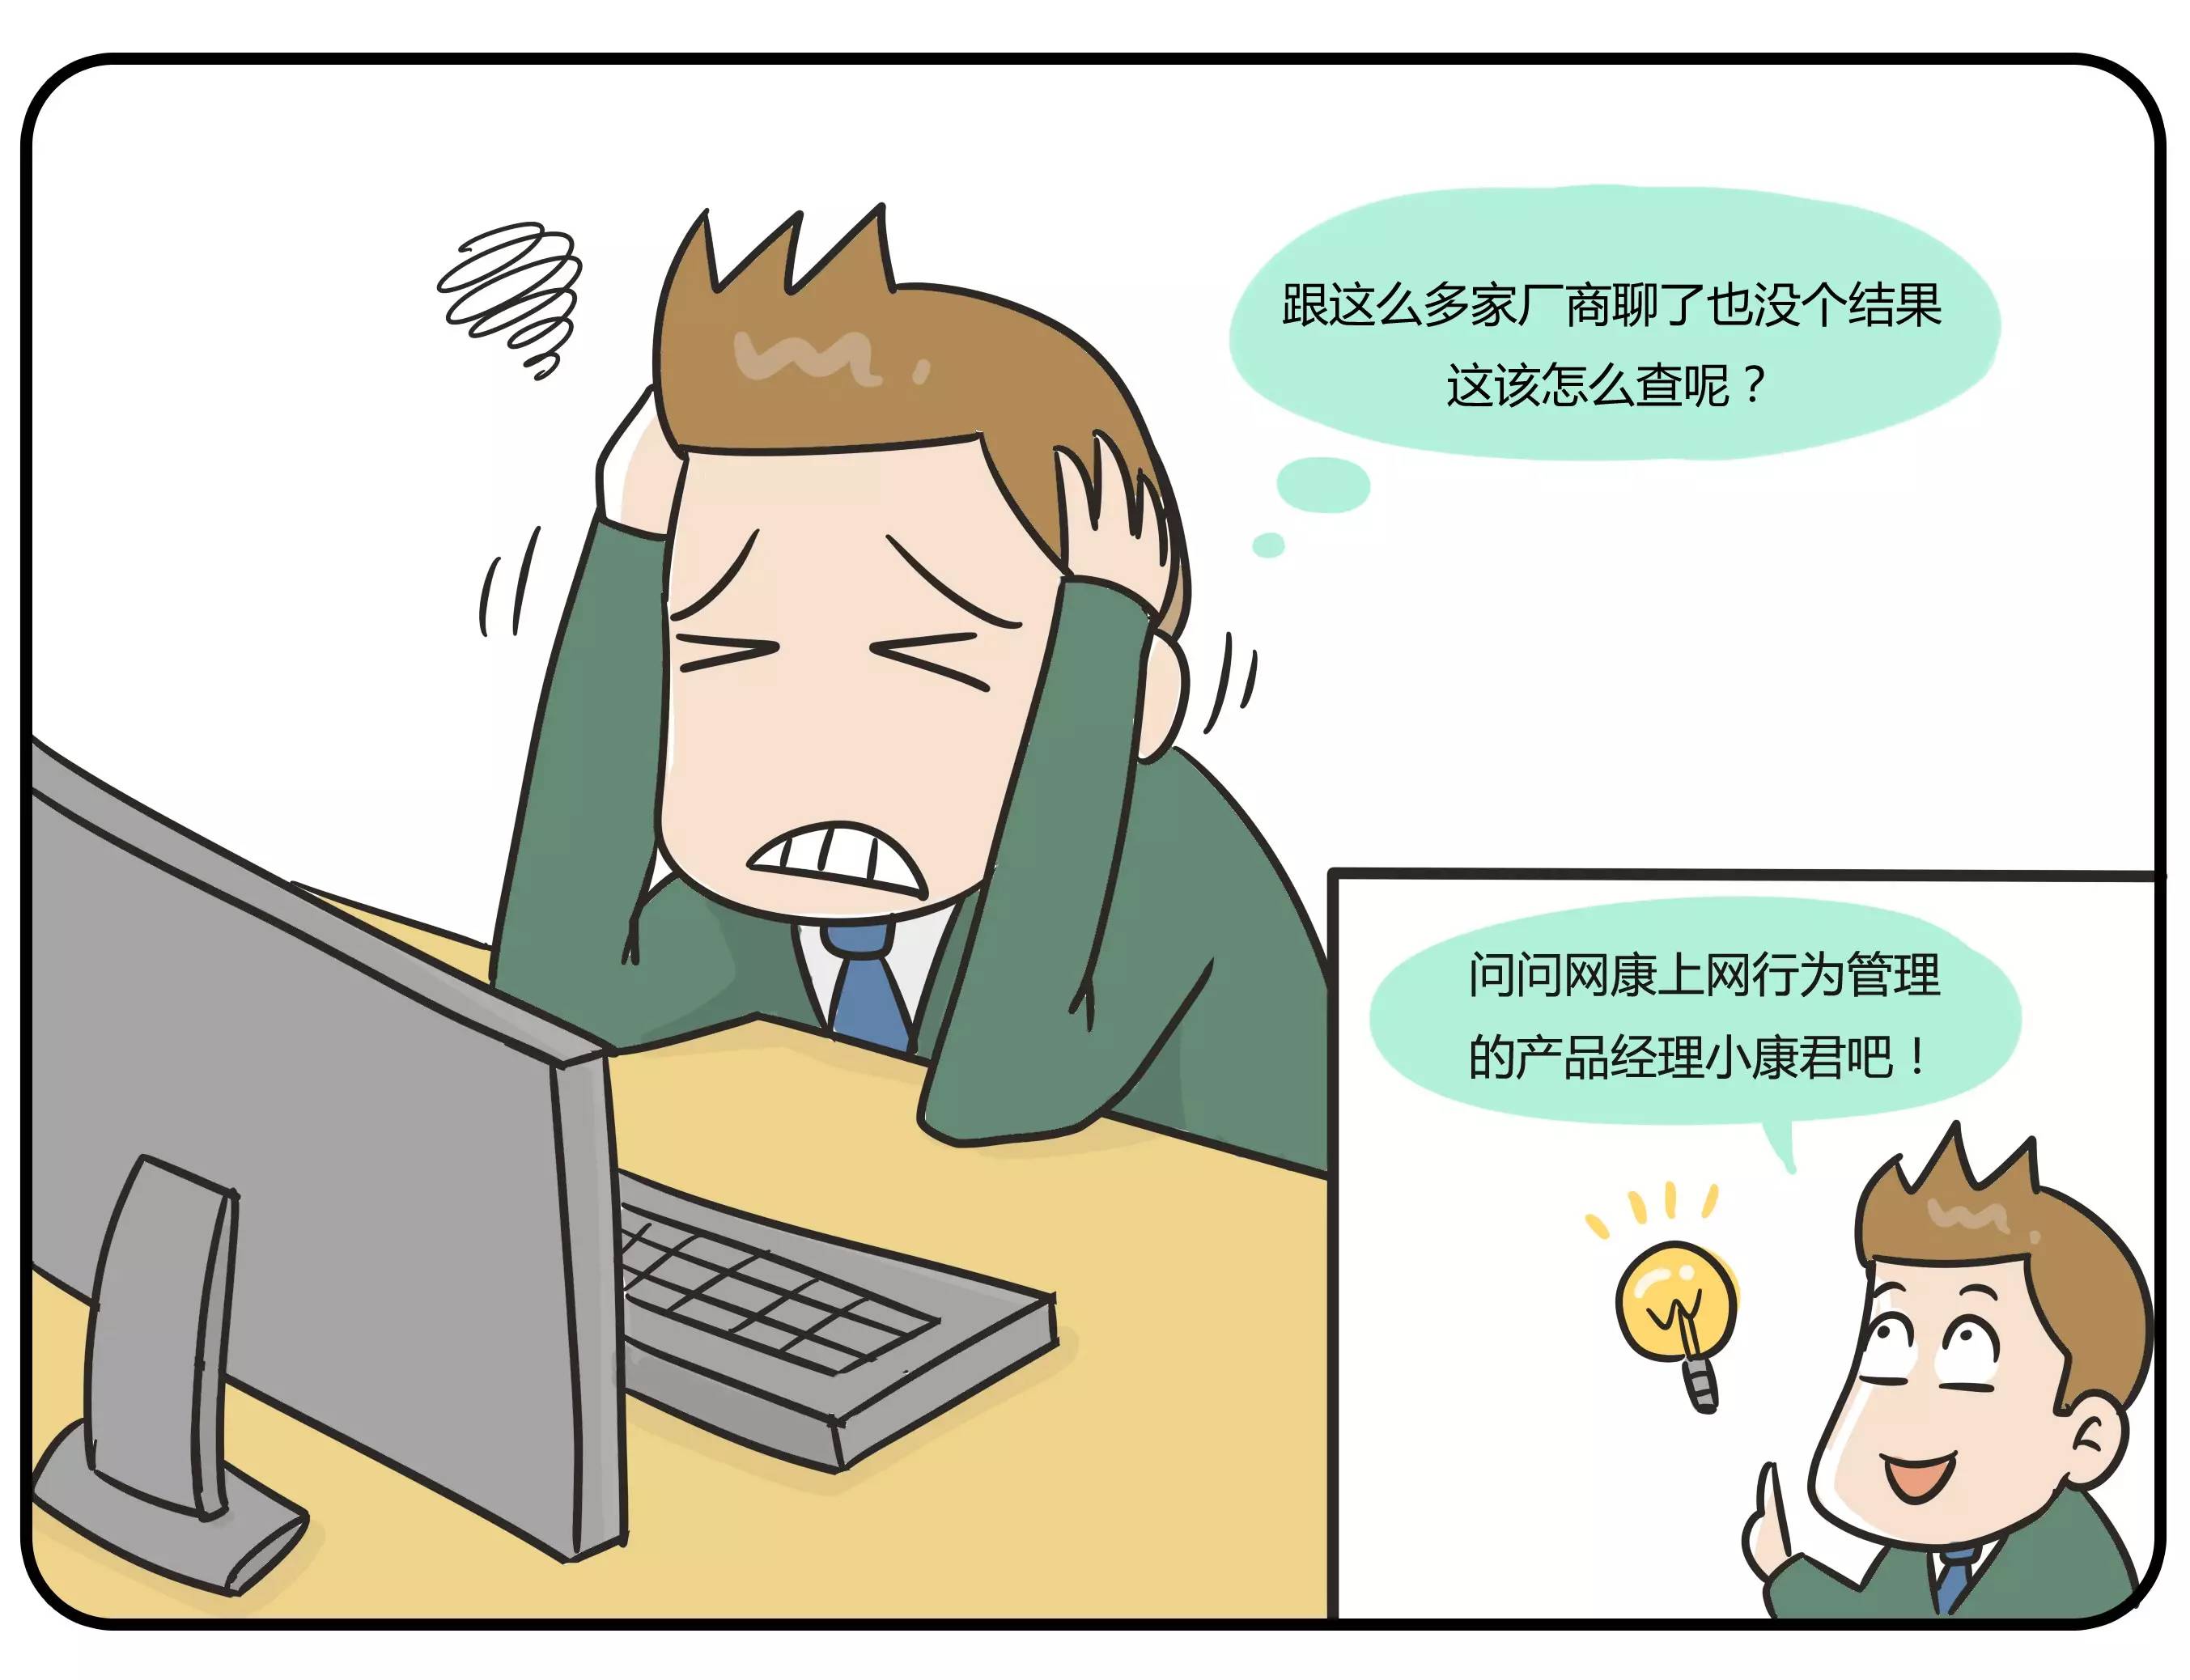 跟这么多家厂商聊了也没个结果
这该怎么查呢？
问问网康上网行为管理
的产品经理小康君吧！